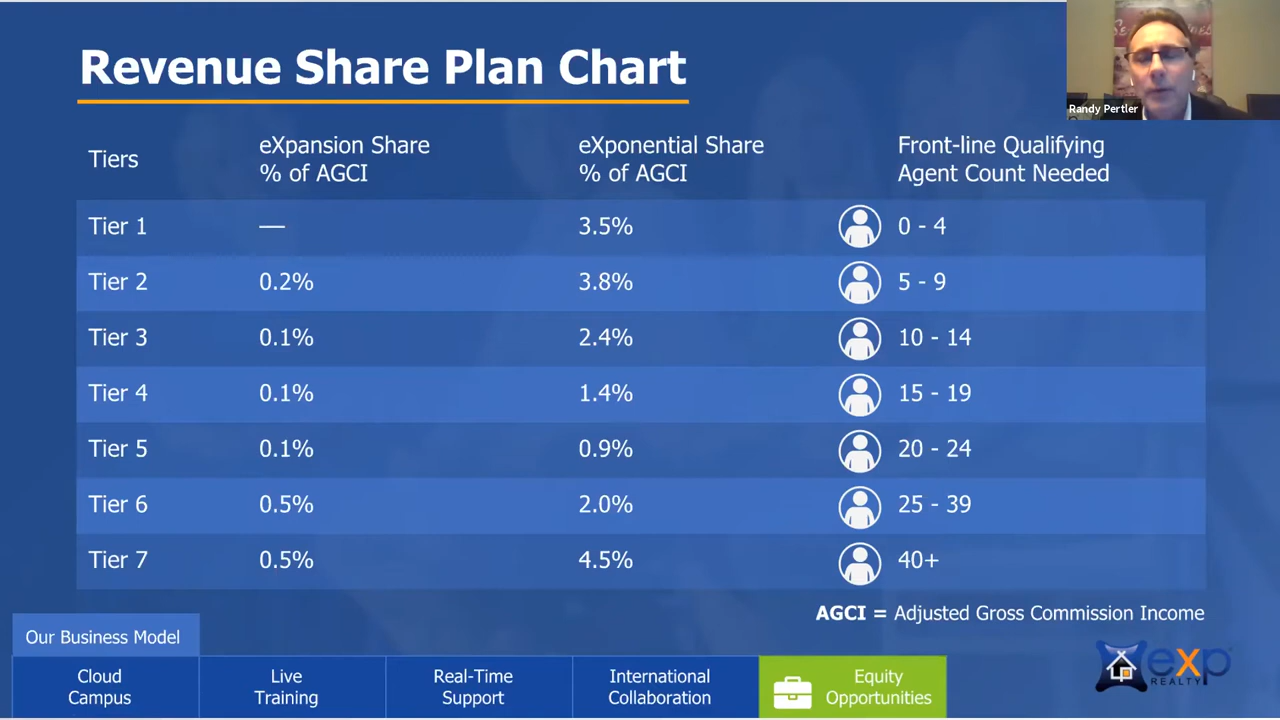 Revenue Share Plan Chart
Randy Pertler
Tiers
eXpansion Share
% of AGCI
eXponential Share
% of AGCI
Front-line Qualifying
Agent Count Needed
Tier 1 — 3.5% 0 - 4
Tier 2 0.2% 3.8% 5 - 9
Tier 3 0.1% 2.4% 10 - 14
Tier 4 0.1% 1.4% 15 - 19
Tier 5 0.1% 0.9% 20 - 24
Tier 6 0.5% 2.0% 25 - 39
Tier 7 0.5% 4.5% 40+
AGCI = Adjusted Gross Commission Income
Our Business Model
Cloud
Campus
Live
Training
Real-Time
Support
International
Collaboration
Equity
Opportunities
exp
REALTY